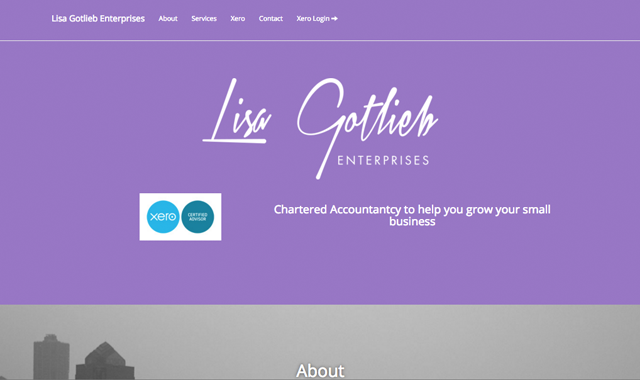 Lisa Gotlieb Enterprises About Services Xero Contact Xero Login
Lisa Gotlieb
ENTERPRISES
xero CERTIFIED ADVISOR
Chartered Accountantcy to help you grow your small
business
About